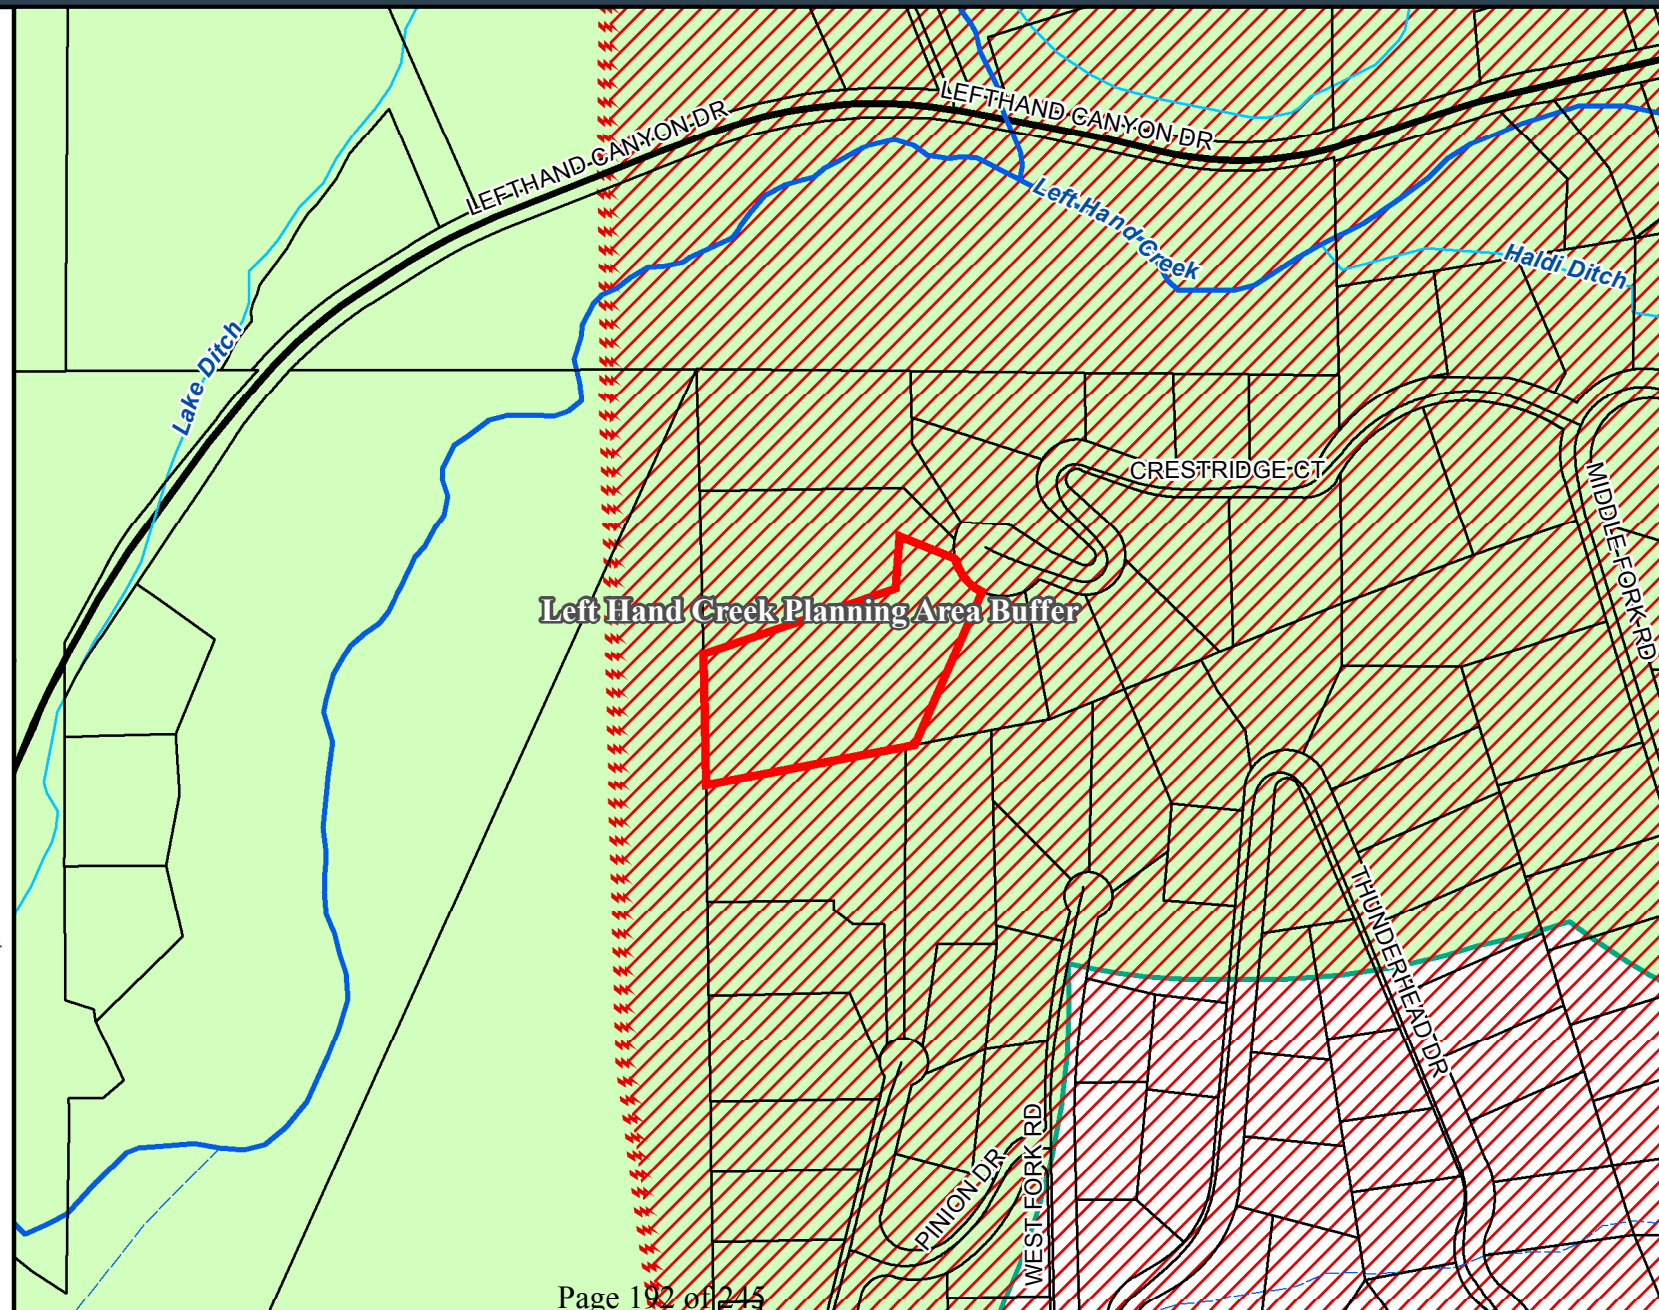 LEFTHAND CANYON DR
LEFTHAND CANYON DR
Left Hand Creek
Haldi Ditch
Lake Ditch
CRESTRIDGE CT
MIDDLE FORK RD
Left Hand Creek Planning Area Buffer
THUNDERHEAD DR
PINION DR
WEST FORK RD
Page 192 of 245